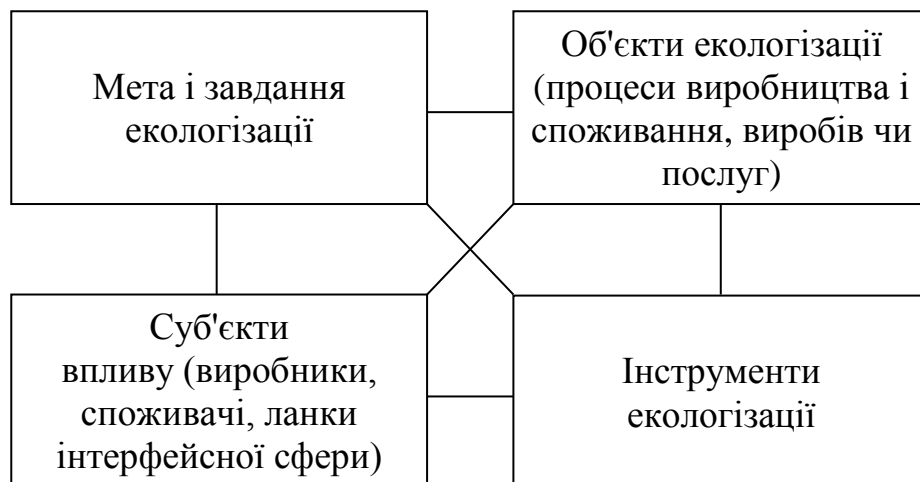 Мета і завдання
екологізації
Об'єкти екологізації
(процеси виробництва і
споживання, виробів чи
послуг)
Суб'єкти
впливу (виробники,
споживачі, ланки
інтерфейсної сфери)
Інструменти
екологізації